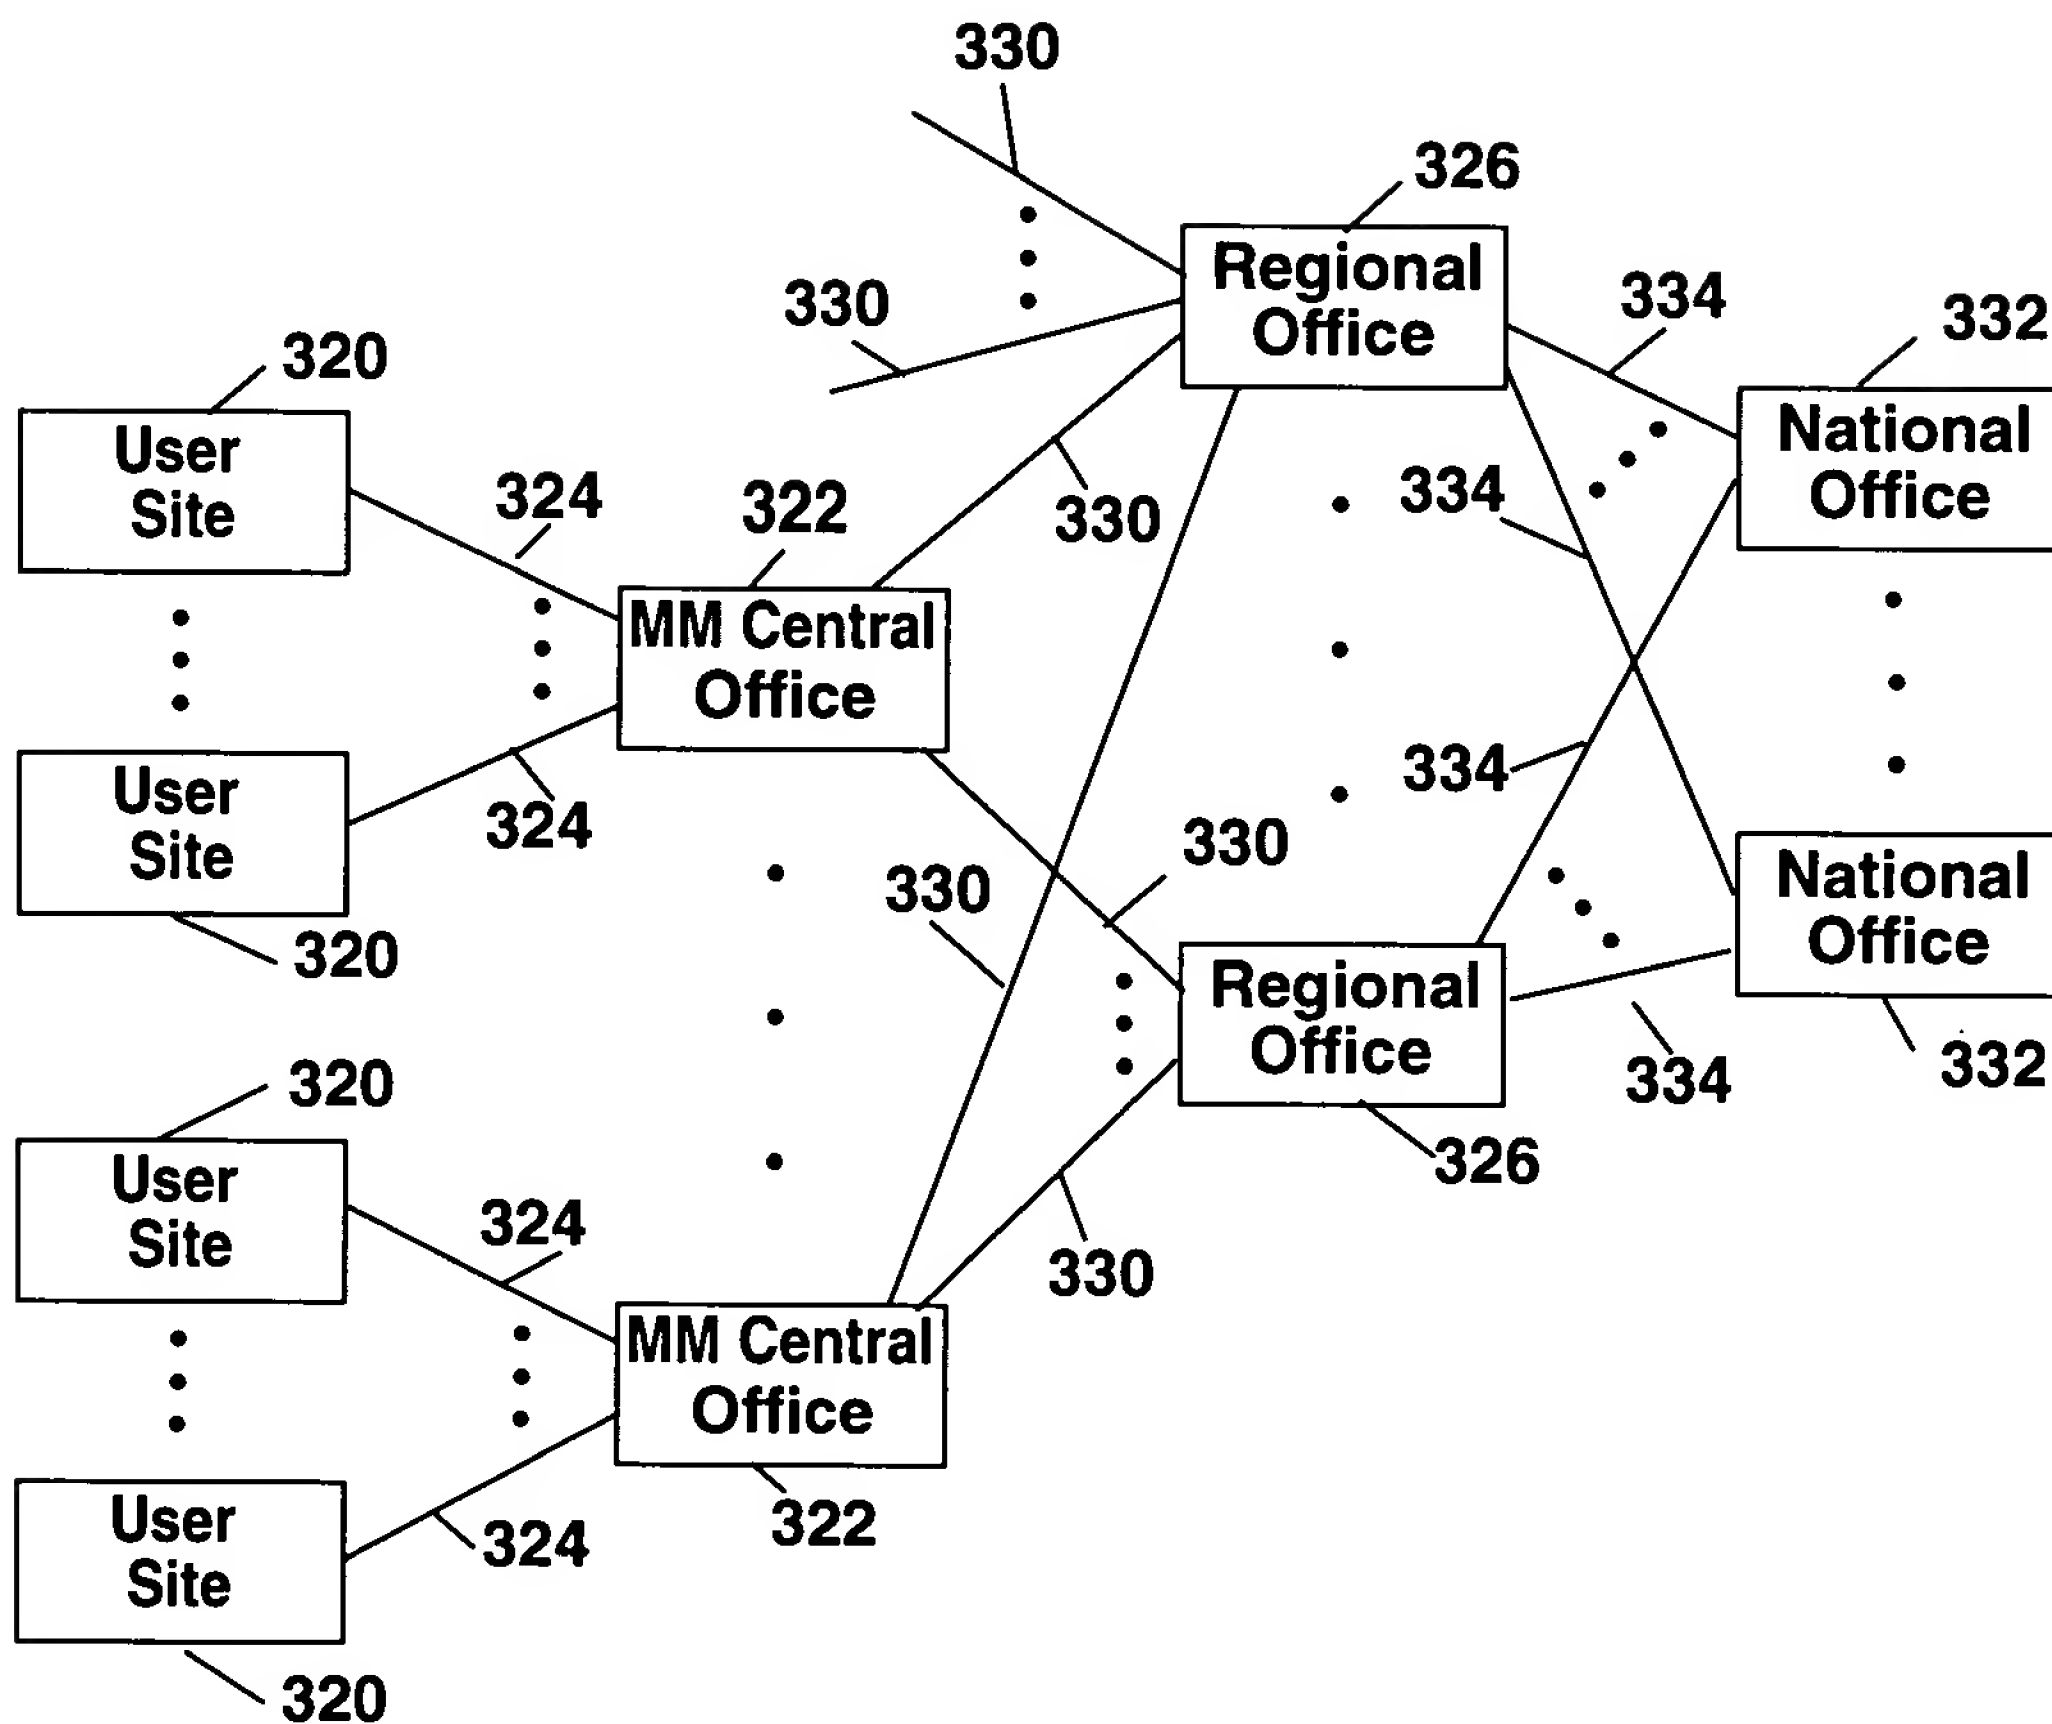 330
326
Regional
Office
330
334
332
320
National
Office
User
Site
324
322
330
334
MM Central
Office
User
Site
324
334
330
330
National
Office
320
Regional
Office
332
334
320
326
User
Site
324
330
MM Central
Office
322
User
Site
324
320